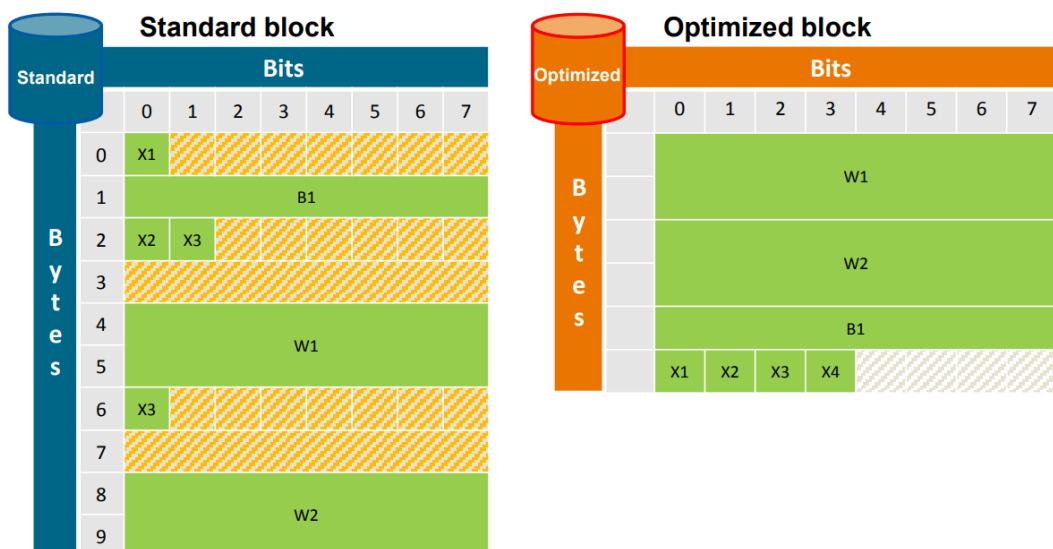 Standard block
Standard
Bits
0 1 2 3 4 5 6 7
Bytes
0 X1
1 B1
2 X2 X3
3
4
W1
5
6 X3
7
8
W2
9
Optimized block
Optimized
Bits
0 1 2 3 4 5 6 7
Bytes
W1
W2
B1
X1 X2 X3 X4